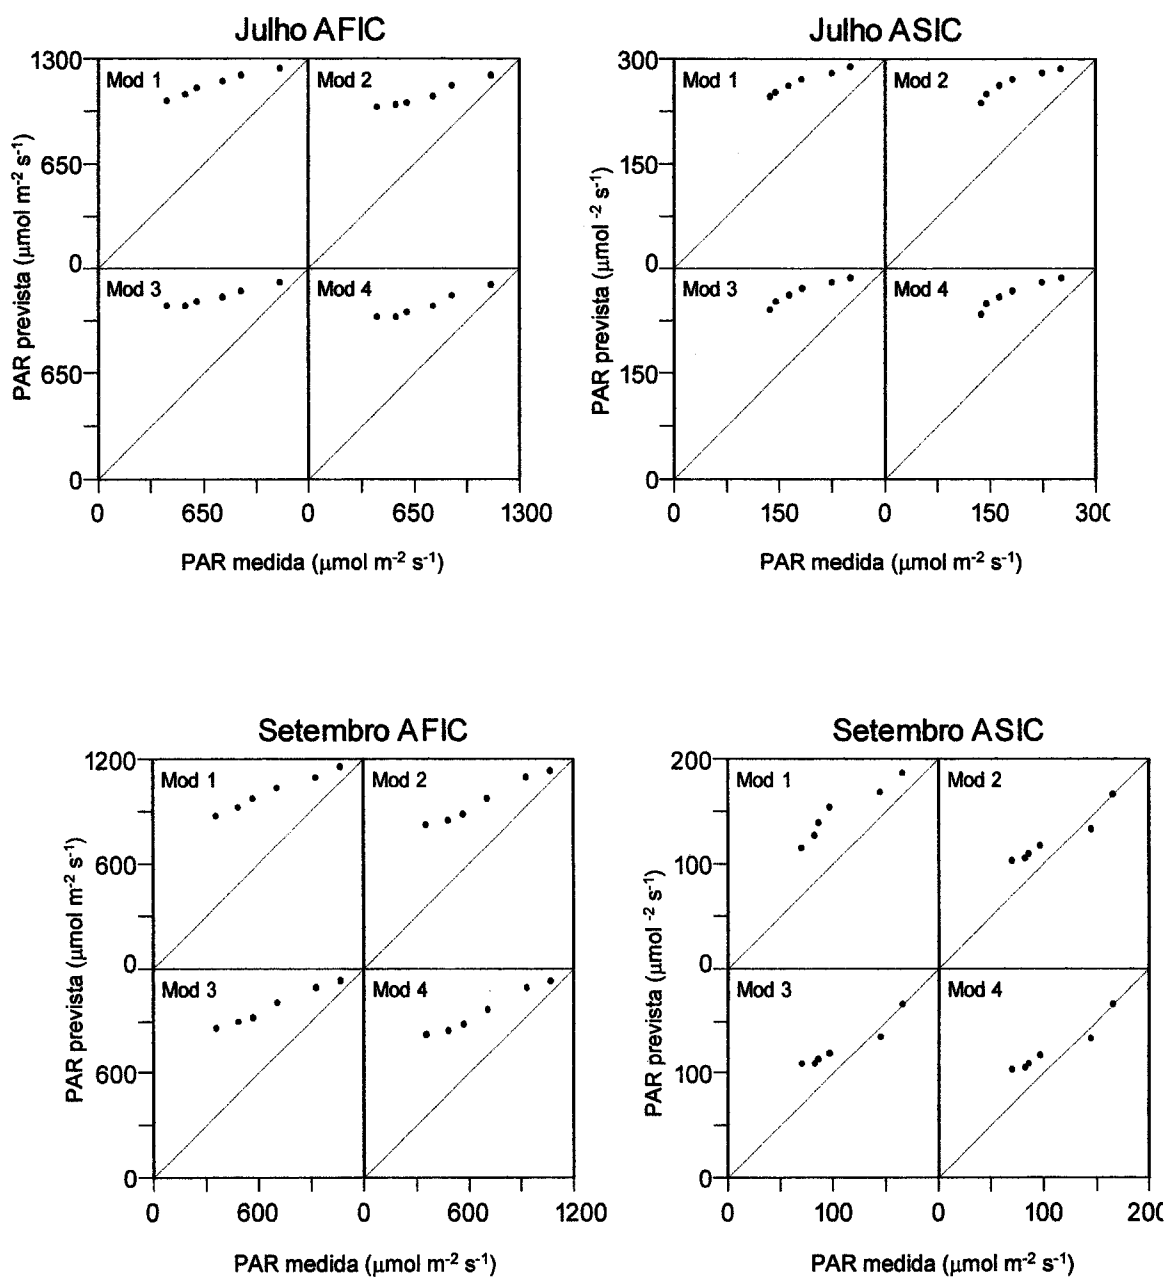 Julho AFIC
Julho ASIC
1300
Mod 1
Mod 2
650
0
Mod 3
Mod 4
650
0
0 650 0 650 1300
PAR prevista (μmol m-2 s-1)
PAR medida (μmol m-2 s-1)
300
Mod 1
Mod 2
150
0
Mod 3
Mod 4
150
0
0 150 0 150 300
PAR prevista (μmol -2 s-1)
PAR medida (μmol m-2 s-1)
Setembro AFIC
Setembro ASIC
1200
Mod 1
Mod 2
600
0
Mod 3
Mod 4
600
0
0 600 0 600 1200
PAR prevista (μmol m-2 s-1)
PAR medida (μmol m-2 s-1)
200
Mod 1
Mod 2
100
0
Mod 3
Mod 4
100
0
0 100 0 100 200
PAR prevista (μmol -2 s-1)
PAR medida (μmol m-2 s-1)